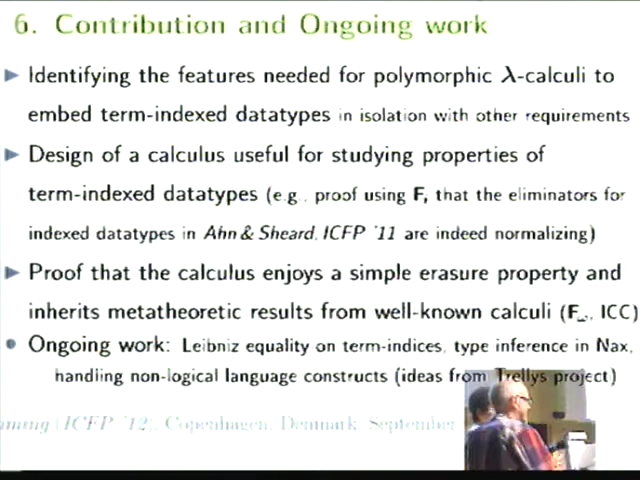 6. Contribution and Ongoing work
▶ Identifying the features needed for polymorphic λ-calculi to
embed term-indexed datatypes in isolation with other requirements
▶ Design of a calculus useful for studying properties of
term-indexed datatypes (e.g., proof using F, that the eliminators for
indexed datatypes in Ahn & Sheard, ICFP '11 are indeed normalizing)
▶ Proof that the calculus enjoys a simple erasure property and
inherits metatheoretic results from well-known calculi (F, ICC)
● Ongoing work: Leibniz equality on term-indices, type inference in Nax,
handling non-logical language constructs (ideas from Trellys project)
(ICFP '12), Copenhagen, Denmark, September